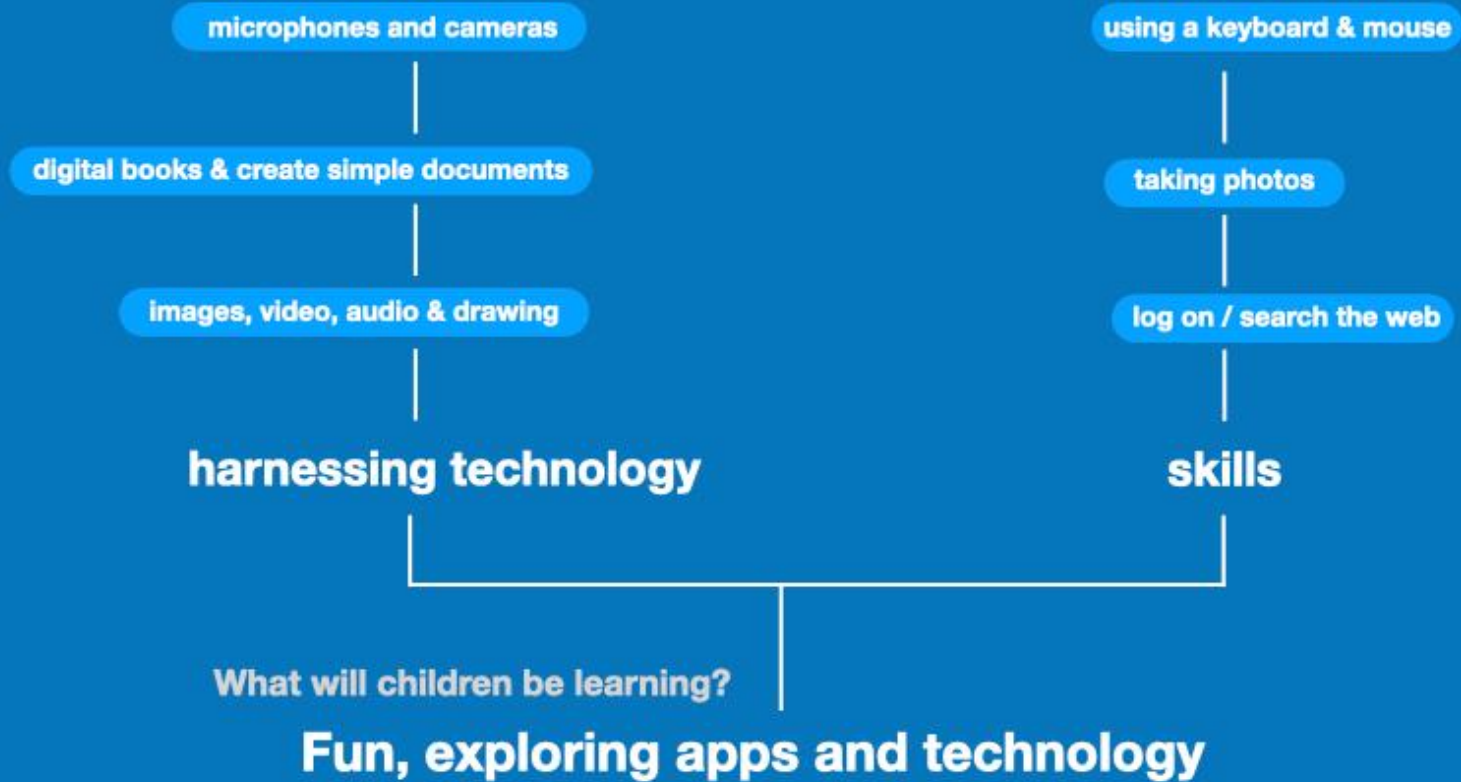 microphones and cameras
using a keyboard & mouse
digital books & create simple documents
taking photos
images, video, audio & drawing
log on / search the web
harnessing technology
skills
What will children be learning?
Fun, exploring apps and technology